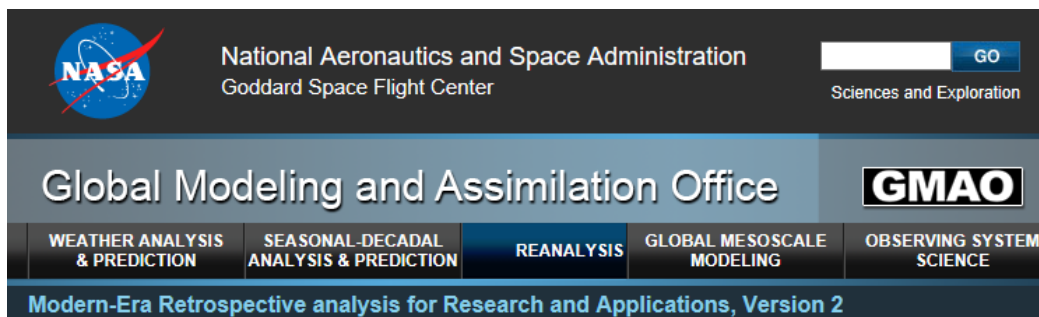 NASA
National Aeronautics and Space Administration
Goddard Space Flight Center
GO
Sciences and Exploration
Global Modeling and Assimilation Office
GMAO
WEATHER ANALYSIS
& PREDICTION
SEASONAL-DECADAL
ANALYSIS & PREDICTION
REANALYSIS
GLOBAL MESOSCALE
MODELING
OBSERVING SYSTEM
SCIENCE
Modern-Era Retrospective analysis for Research and Applications, Version 2